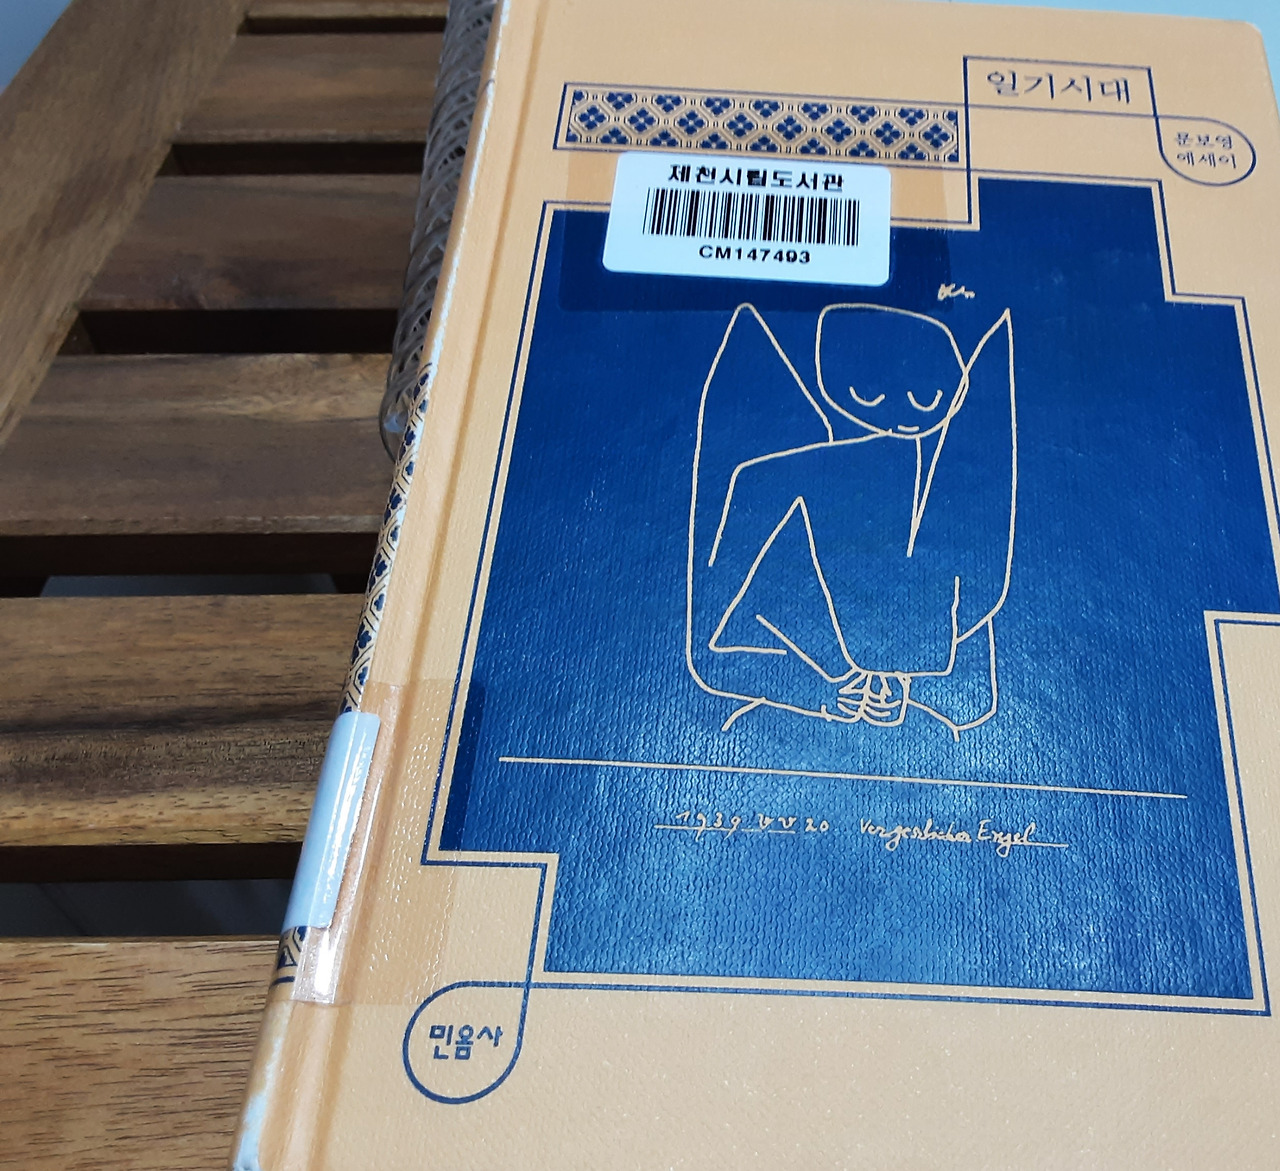 일기시대
문보영
에세이
제천시립도서관
CM147493
1939 VV 20 Vergesslicher Engel
민음사